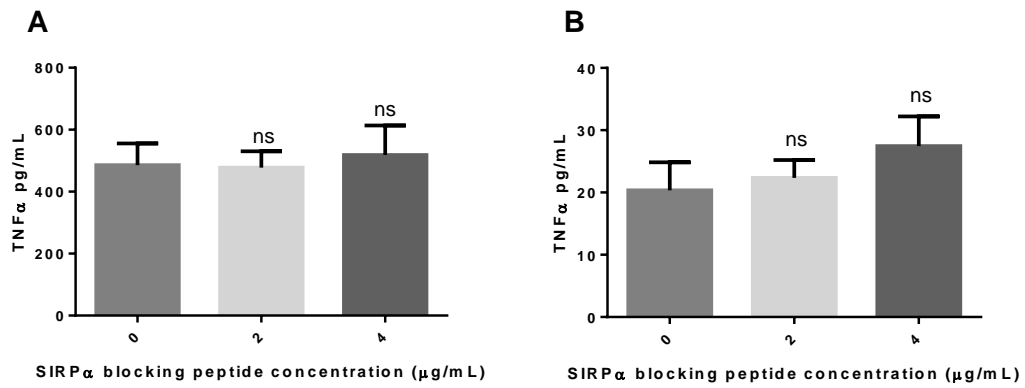 A
800
600
400
200
0
TNFα pg/mL
ns
ns
0
2
4
SIRPα blocking peptide concentration (µg/mL)
B
40
30
20
10
0
TNFα pg/mL
ns
ns
0
2
4
SIRPα blocking peptide concentration (µg/mL)